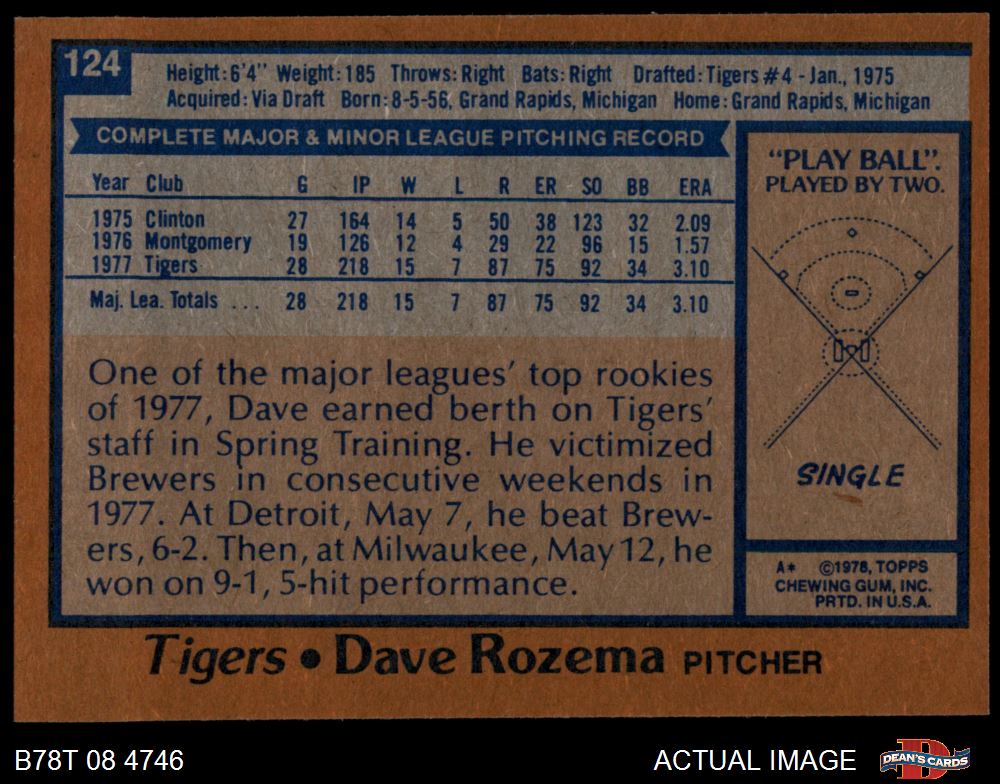 124
Height: 6'4" Weight: 185 Throws: Right Bats: Right Drafted: Tigers #4 - Jan., 1975
Acquired: Via Draft Born: 8-5-56, Grand Rapids, Michigan Home: Grand Rapids, Michigan
COMPLETE MAJOR & MINOR LEAGUE PITCHING RECORD
Year Club G IP W L R ER SO BB ERA
1975 Clinton 27 164 14 5 50 38 123 32 2.09
1976 Montgomery 19 126 12 4 29 22 96 15 1.57
1977 Tigers 28 218 15 7 87 75 92 34 3.10
Maj. Lea. Totals ... 28 218 15 7 87 75 92 34 3.10
One of the major leagues' top rookies
of 1977, Dave earned berth on Tigers'
staff in Spring Training. He victimized
Brewers in consecutive weekends in
1977. At Detroit, May 7, he beat Brew-
ers, 6-2. Then, at Milwaukee, May 12, he
won on 9-1, 5-hit performance.
"PLAY BALL".
PLAYED BY TWO.
SINGLE
A* ©1978, TOPPS
CHEWING GUM, INC.
PRTD. IN U.S.A.
Tigers • Dave Rozema PITCHER
B78T 08 4746
ACTUAL IMAGE
D
DEAN'S CARDS